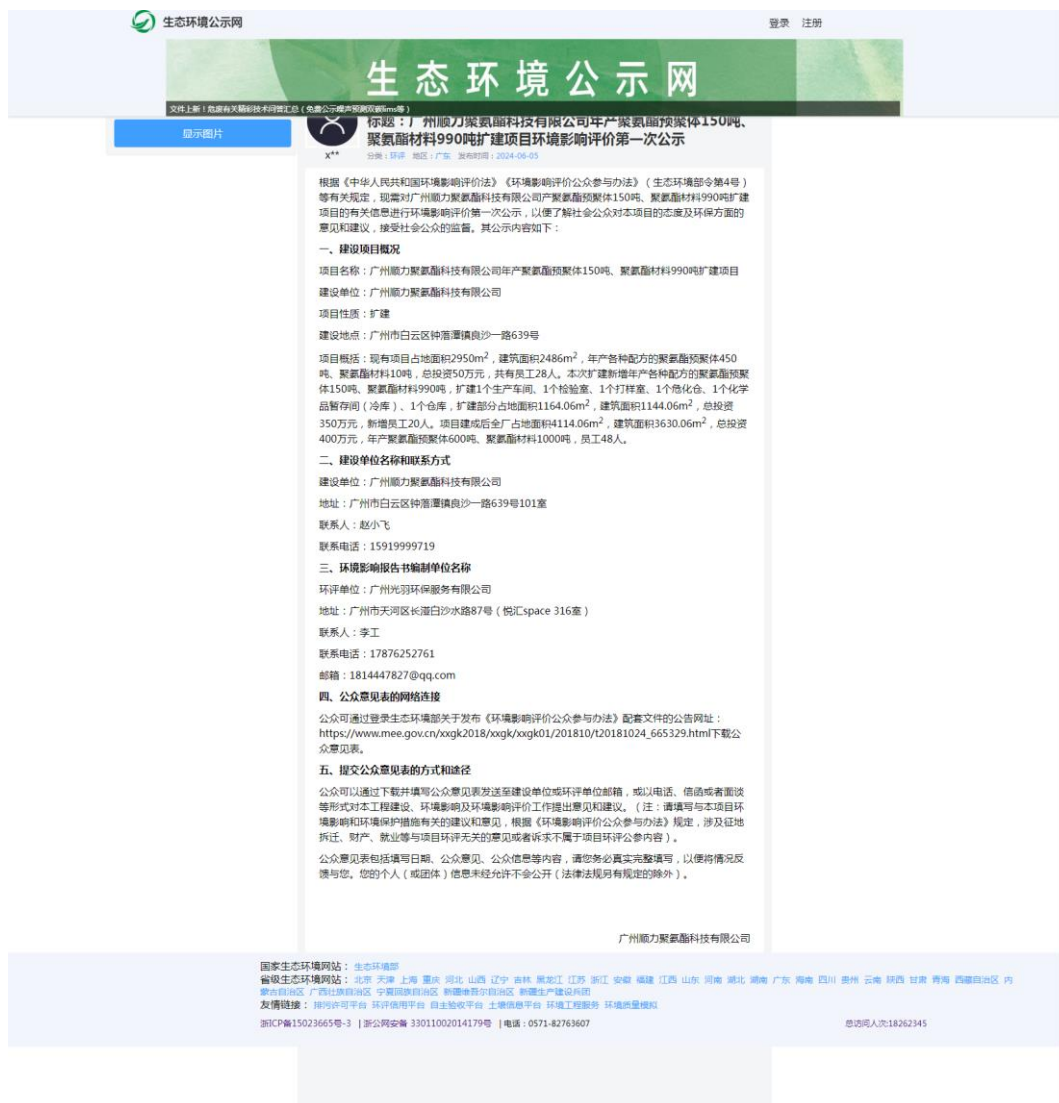 生态环境公示网
登录 注册
生态环境公示网
文件上新！危废有关精彩技术问答汇总（免费公示噪声预测双碳lims等）
显示图片
标题：广州顺力聚氨酯科技有限公司年产聚氨酯预聚体150吨、
聚氨酯材料990吨扩建项目环境影响评价第一次公示
x**
分类：环评 地区：广东 发布时间：2024-06-05
根据《中华人民共和国环境影响评价法》《环境影响评价公众参与办法》（生态环境部令第4号）
等有关规定，现需对广州顺力聚氨酯科技有限公司产聚氨酯预聚体150吨、聚氨酯材料990吨扩建
项目的有关信息进行环境影响评价第一次公示，以便了解社会公众对本项目的态度及环保方面的
意见和建议，接受社会公众的监督。其公示内容如下：
一、建设项目概况
项目名称：广州顺力聚氨酯科技有限公司年产聚氨酯预聚体150吨、聚氨酯材料990吨扩建项目
建设单位：广州顺力聚氨酯科技有限公司
项目性质：扩建
建设地点：广州市白云区钟落潭镇良沙一路639号
项目概括：现有项目占地面积2950m²，建筑面积2486m²，年产各种配方的聚氨酯预聚体450
吨、聚氨酯材料10吨，总投资50万元，共有员工28人。本次扩建新增年产各种配方的聚氨酯预聚
体150吨、聚氨酯材料990吨，扩建1个生产车间、1个检验室、1个打样室、1个危化仓、1个化学
品暂存间（冷库）、1个仓库，扩建部分占地面积1164.06m²，建筑面积1144.06m²，总投资
350万元，新增员工20人。项目建成后全厂占地面积4114.06m²，建筑面积3630.06m²，总投资
400万元，年产聚氨酯预聚体600吨、聚氨酯材料1000吨，员工48人。
二、建设单位名称和联系方式
建设单位：广州顺力聚氨酯科技有限公司
地址：广州市白云区钟落潭镇良沙一路639号101室
联系人：赵小飞
联系电话：15919999719
三、环境影响报告书编制单位名称
环评单位：广州光羽环保服务有限公司
地址：广州市天河区长湴白沙水路87号（悦汇space 316室）
联系人：李工
联系电话：17876252761
邮箱：1814447827@qq.com
四、公众意见表的网络连接
公众可通过登录生态环境部关于发布《环境影响评价公众参与办法》配套文件的公告网址：
https://www.mee.gov.cn/xxgk2018/xxgk/xxgk01/201810/t20181024_665329.html下载公
众意见表。
五、提交公众意见表的方式和途径
公众可以通过下载并填写公众意见表发送至建设单位或环评单位邮箱，或以电话、信函或者面谈
等形式对本工程建设、环境影响及环境影响评价工作提出意见和建议。（注：请填写与本项目环
境影响和环境保护措施有关的建议和意见，根据《环境影响评价公众参与办法》规定，涉及征地
拆迁、财产、就业等与项目环评无关的意见或者诉求不属于项目环评公参内容）。
公众意见表包括填写日期、公众意见、公众信息等内容，请您务必真实完整填写，以便将情况反
馈与您。您的个人（或团体）信息未经允许不会公开（法律法规另有规定的除外）。
广州顺力聚氨酯科技有限公司
国家生态环境网站：生态环境部
省级生态环境网站：北京 天津 上海 重庆 河北 山西 辽宁 吉林 黑龙江 江苏 浙江 安徽 福建 江西 山东 河南 湖北 湖南 广东 海南 四川 贵州 云南 陕西 甘肃 青海 西藏自治区 内
蒙古自治区 广西壮族自治区 宁夏回族自治区 新疆维吾尔自治区 新疆生产建设兵团
友情链接：排污许可平台 环评信用平台 自主验收平台 土壤信息平台 环境工程服务 环境质量模拟
浙ICP备15023665号-3 |浙公网安备 33011002014179号 |电话：0571-82763607
总访问人次:18262345